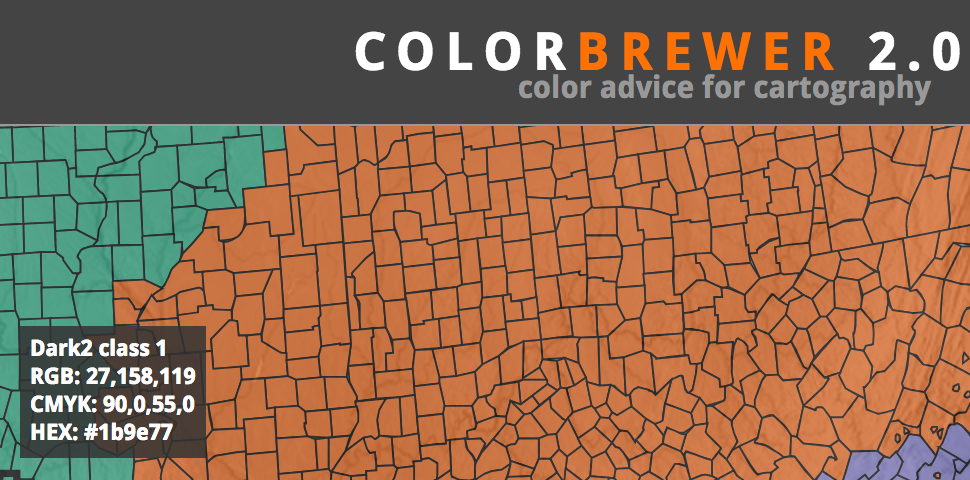 COLORBREWER 2.0
color advice for cartography
Dark2 class 1
RGB: 27,158,119
CMYK: 90,0,55,0
HEX: #1b9e77